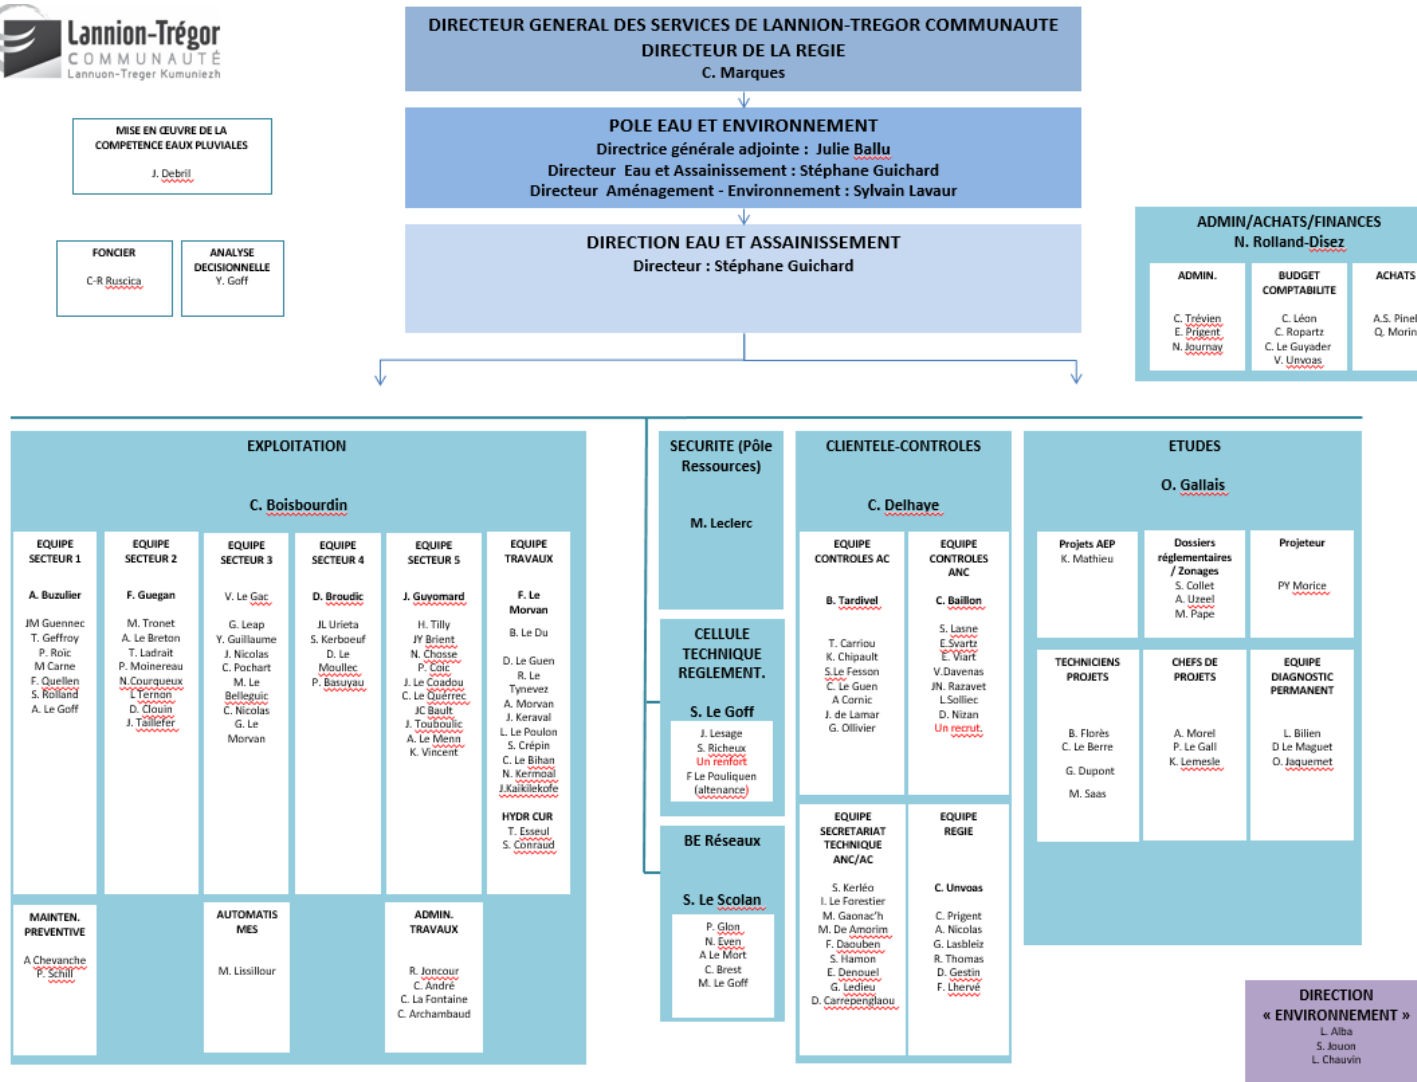 Lannion-Trégor
COMMUNAUTÉ
Lannuon-Treger Kumuniezh
DIRECTEUR GENERAL DES SERVICES DE LANNION-TREGOR COMMUNAUTE
DIRECTEUR DE LA REGIE
C. Marques
MISE EN ŒUVRE DE LA
COMPETENCE EAUX PLUVIALES
J. Debril
POLE EAU ET ENVIRONNEMENT
Directrice générale adjointe : Julie Ballu
Directeur Eau et Assainissement : Stéphane Guichard
Directeur Aménagement - Environnement : Sylvain Lavaur
FONCIER
C-R Ruscica
ANALYSE
DECISIONNELLE
Y. Goff
DIRECTION EAU ET ASSAINISSEMENT
Directeur : Stéphane Guichard
ADMIN/ACHATS/FINANCES
N. Rolland-Disez
ADMIN.
C. Trévien
E. Prigent
N. Journay
BUDGET
COMPTABILITE
C. Léon
C. Ropartz
C. Le Guyader
V. Unvoas
ACHATS
A.S. Pinel
Q. Morin
EXPLOITATION
C. Boisbourdin
EQUIPE
SECTEUR 1
A. Buzulier
JM Guennec
T. Geffroy
P. Roïc
M Carne
F. Quellen
S. Rolland
A. Le Goff
EQUIPE
SECTEUR 2
F. Guegan
M. Tronet
A. Le Breton
T. Ladrait
P. Moinereau
N.Courqueux
L Ternon
D. Clouin
J. Taillefer
EQUIPE
SECTEUR 3
V. Le Gac
G. Leap
Y. Guillaume
J. Nicolas
C. Pochart
M. Le
Belleguic
C. Nicolas
G. Le
Morvan
EQUIPE
SECTEUR 4
D. Broudic
JL Urieta
S. Kerboeuf
D. Le
Moullec
P. Basuyau
EQUIPE
SECTEUR 5
J. Guyomard
H. Tilly
JY Brient
N. Chosse
P. Coïc
J. Le Coadou
C. Le Quérrec
JC Bault
J. Touboulic
A. Le Menn
K. Vincent
EQUIPE
TRAVAUX
F. Le
Morvan
B. Le Du
D. Le Guen
R. Le
Tynevez
A. Morvan
J. Keraval
L. Le Poulon
S. Crépin
C. Le Bihan
N. Kermoal
J.Kaikilekofe
HYDR CUR
T. Esseul
S. Conraud
MAINTEN.
PREVENTIVE
A Chevanche
P. Schill
AUTOMATIS
MES
M. Lissillour
ADMIN.
TRAVAUX
R. Joncour
C. André
C. La Fontaine
C. Archambaud
SECURITE (Pôle
Ressources)
M. Leclerc
CELLULE
TECHNIQUE
REGLEMENT.
S. Le Goff
J. Lesage
S. Richeux
Un renfort
F Le Pouliquen
(altenance)
BE Réseaux
S. Le Scolan
P. Glon
N. Even
A Le Mort
C. Brest
M. Le Goff
CLIENTELE-CONTROLES
C. Delhaye
EQUIPE
CONTROLES AC
B. Tardivel
T. Carriou
K. Chipault
S.Le Fesson
C. Le Guen
A Cornic
J. de Lamar
G. Ollivier
EQUIPE
CONTROLES
ANC
C. Baillon
S. Lasne
E.Svartz
E. Viart
V.Davenas
JN. Razavet
L.Solliec
D. Nizan
Un recrut.
EQUIPE
SECRETARIAT
TECHNIQUE
ANC/AC
S. Kerléo
I. Le Forestier
M. Gaonac'h
M. De Amorim
F. Daouben
S. Hamon
E. Denouel
G. Ledieu
D. Carrepenglaou
EQUIPE
REGIE
C. Unvoas
C. Prigent
A. Nicolas
G. Lasbleiz
R. Thomas
D. Gestin
F. Lhervé
ETUDES
O. Gallais
Projets AEP
K. Mathieu
Dossiers
réglementaires
/ Zonages
S. Collet
A. Uzeel
M. Pape
Projeteur
PY Morice
TECHNICIENS
PROJETS
B. Florès
C. Le Berre
G. Dupont
M. Saas
CHEFS DE
PROJETS
A. Morel
P. Le Gall
K. Lemesle
EQUIPE
DIAGNOSTIC
PERMANENT
L. Bilien
D Le Maguet
O. Jaquemet
DIRECTION
« ENVIRONNEMENT »
L. Alba
S. Jouon
L. Chauvin